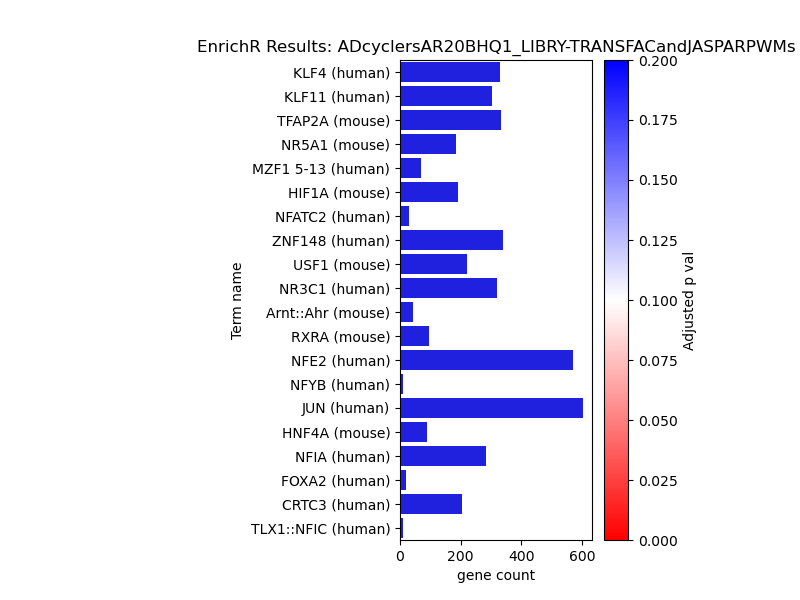 EnrichR Results: ADcyclersAR20BHQ1_LIBRY-TRANSFACandJASPARPWMs
KLF4 (human)
KLF11 (human)
TFAP2A (mouse)
NR5A1 (mouse)
MZF1 5-13 (human)
HIF1A (mouse)
NFATC2 (human)
ZNF148 (human)
USF1 (mouse)
NR3C1 (human)
Arnt::Ahr (mouse)
RXRA (mouse)
NFE2 (human)
NFYB (human)
JUN (human)
HNF4A (mouse)
NFIA (human)
FOXA2 (human)
CRTC3 (human)
TLX1::NFIC (human)
Term name
0 200 400 600
gene count
0.200
0.175
0.150
0.125
0.100
0.075
0.050
0.025
0.000
Adjusted p val